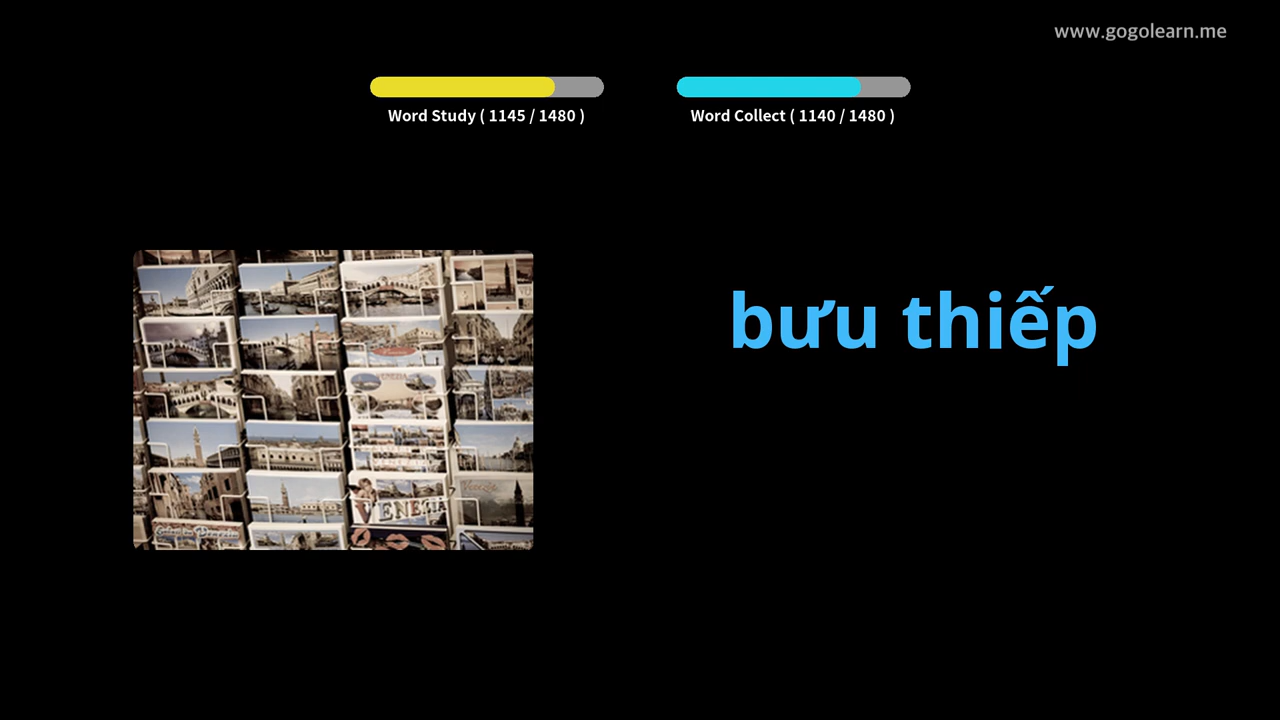 www.gogolearn.me
Word Study ( 1145 / 1480 )
Word Collect ( 1140 / 1480 )
bưu thiếp
VENEZIA